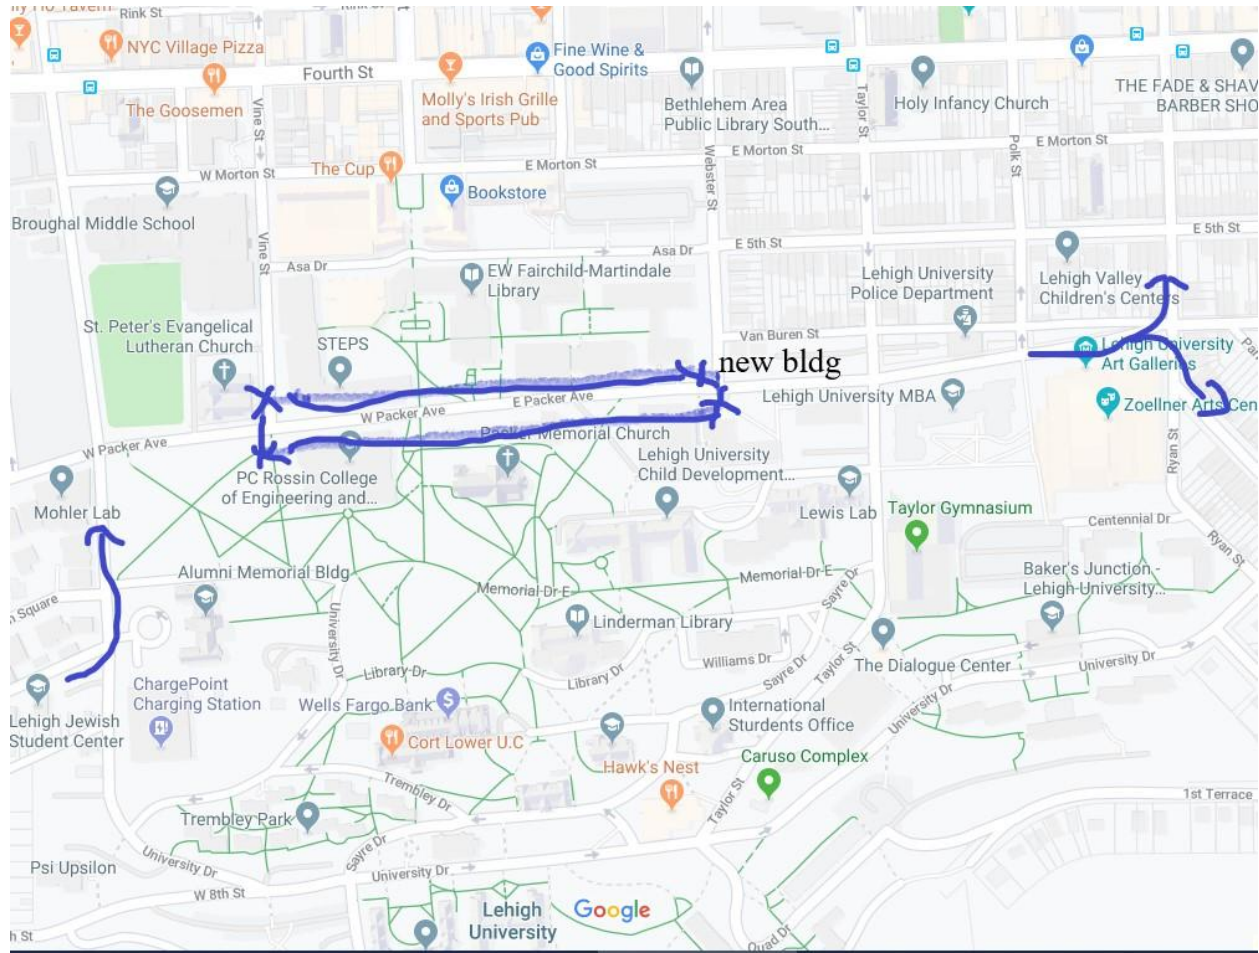 Rink St
NYC Village Pizza
The Goosemen
Fourth St
Fine Wine &
Good Spirits
Molly's Irish Grille
and Sports Pub
Bethlehem Area
Public Library South...
Holy Infancy Church
THE FADE & SHAV
BARBER SHO
Vine St
Taylor St
Polk St
Webster St
W Morton St
E Morton St
E Morton St
The Cup
Bookstore
Broughal Middle School
Vine St
Asa Dr
Asa Dr
E 5th St
E 5th St
EW Fairchild-Martindale
Library
Lehigh University
Police Department
Lehigh Valley
Children's Centers
St. Peter's Evangelical
Lutheran Church
STEPS
Van Buren St
new bldg
Lehigh University
Art Galleries
Lehigh University MBA
Zoellner Arts Cen
W Packer Ave
E Packer Ave
W Packer Ave
Packer Memorial Church
Lehigh University
Child Development...
PC Rossin College
of Engineering and...
Mohler Lab
Lewis Lab
Taylor Gymnasium
Ryan St
Centennial Dr
Ryan St
Alumni Memorial Bldg
Memorial Dr E
Memorial Dr E
Sayre Dr
Baker's Junction -
Lehigh University...
Square
University Dr
Linderman Library
Williams Dr
Sayre Dr
Taylor St
The Dialogue Center
University Dr
Library Dr
Library Dr
ChargePoint
Charging Station
Wells Fargo Bank
Lehigh Jewish
Student Center
Cort Lower U.C
International
Sturdents Office
University Dr
Hawk's Nest
Caruso Complex
Taylor St
Trembley Dr
Trembley Park
1st Terrace
Psi Upsilon
University Dr
Sayre Dr
University Dr
W 8th St
Lehigh
University
Google
Quad Dr
h St